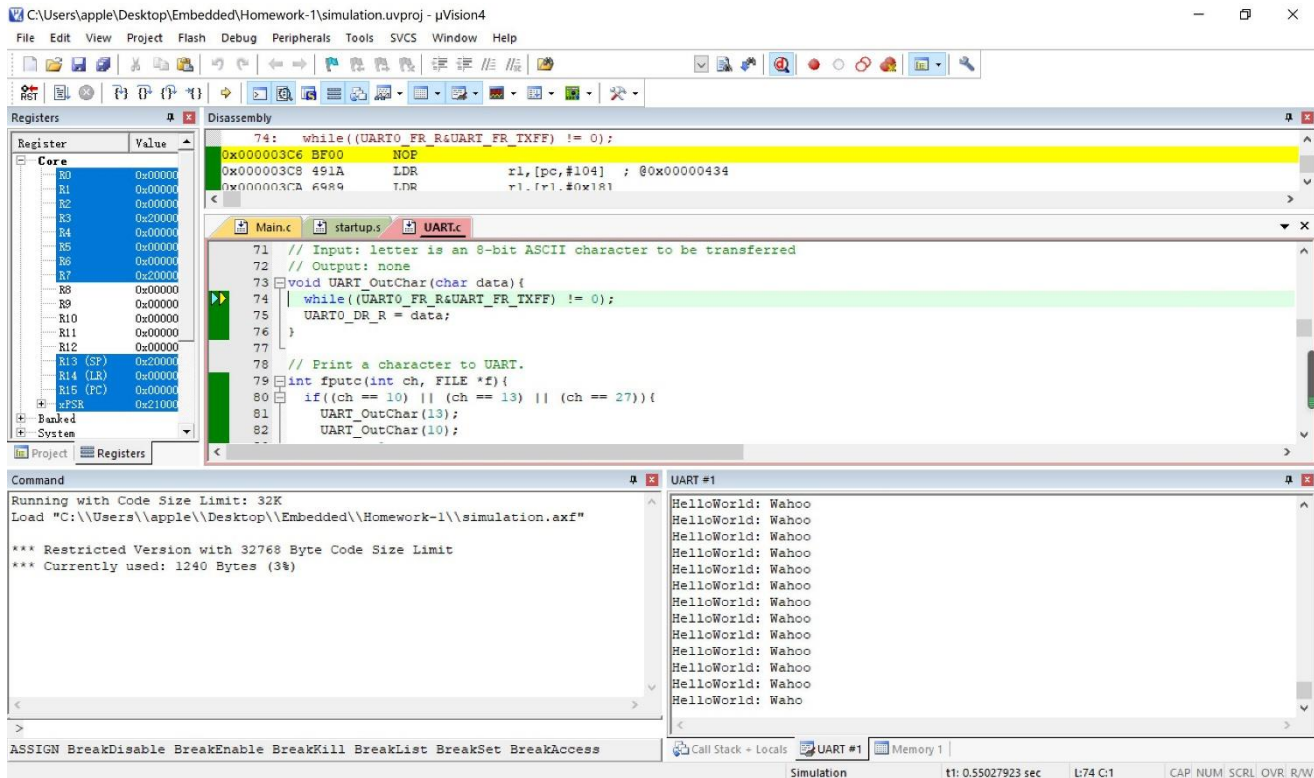 C:\Users\apple\Desktop\Embedded\Homework-1\simulation.uvproj - µVision4
File Edit View Project Flash Debug Peripherals Tools SVCS Window Help
Registers
Register Value
Core
R0 0x00000
R1 0x00000
R2 0x00000
R3 0x20000
R4 0x00000
R5 0x00000
R6 0x00000
R7 0x20000
R8 0x00000
R9 0x00000
R10 0x00000
R11 0x00000
R12 0x00000
R13 (SP) 0x20000
R14 (LR) 0x00000
R15 (PC) 0x00000
xPSR 0x21000
Banked
System
Project Registers
Disassembly
74: while((UART0_FR_R&UART_FR_TXFF) != 0);
0x000003C6 BF00 NOP
0x000003C8 491A LDR r1,[pc,#104] ; @0x00000434
0x000003CA 6989 LDR r1,[r1,#0x18]
Main.c startup.s UART.c
71 // Input: letter is an 8-bit ASCII character to be transferred
72 // Output: none
73 void UART_OutChar(char data){
74 while((UART0_FR_R&UART_FR_TXFF) != 0);
75 UART0_DR_R = data;
76 }
77
78 // Print a character to UART.
79 int fputc(int ch, FILE *f){
80 if((ch == 10) || (ch == 13) || (ch == 27)){
81 UART_OutChar(13);
82 UART_OutChar(10);
Command
Running with Code Size Limit: 32K
Load "C:\\Users\\apple\\Desktop\\Embedded\\Homework-1\\simulation.axf"
*** Restricted Version with 32768 Byte Code Size Limit
*** Currently used: 1240 Bytes (3%)
>
ASSIGN BreakDisable BreakEnable BreakKill BreakList BreakSet BreakAccess
UART #1
HelloWorld: Wahoo
HelloWorld: Wahoo
HelloWorld: Wahoo
HelloWorld: Wahoo
HelloWorld: Wahoo
HelloWorld: Wahoo
HelloWorld: Wahoo
HelloWorld: Wahoo
HelloWorld: Wahoo
HelloWorld: Wahoo
HelloWorld: Wahoo
HelloWorld: Wahoo
HelloWorld: Waho
Call Stack + Locals UART #1 Memory 1
Simulation t1: 0.55027923 sec L:74 C:1 CAP NUM SCRL OVR R/W